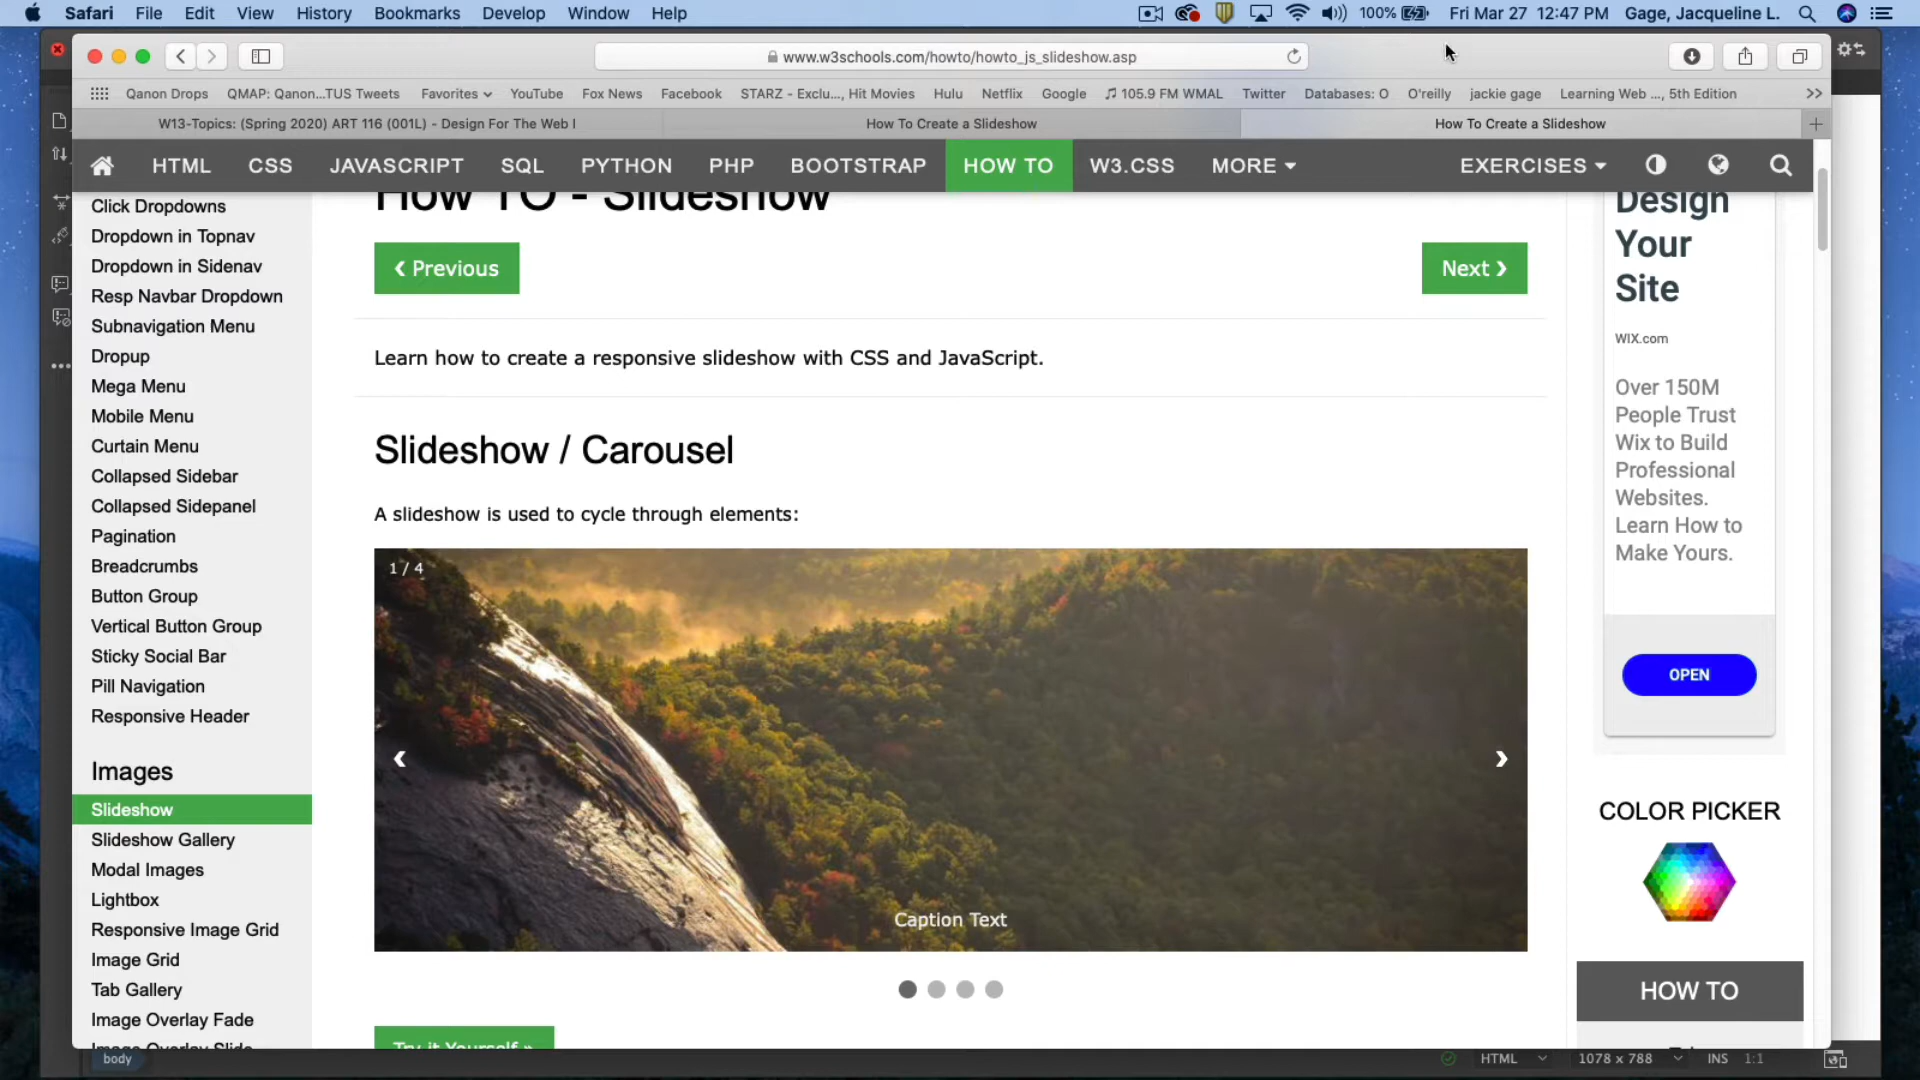 Safari File Edit View History Bookmarks Develop Window Help 100% Fri Mar 27 12:47 PM Gage, Jacqueline L.
www.w3schools.com/howto/howto_js_slideshow.asp
Qanon Drops QMAP: Qanon...TUS Tweets Favorites YouTube Fox News Facebook STARZ - Exclu..., Hit Movies Hulu Netflix Google 105.9 FM WMAL Twitter Databases: O O'reilly jackie gage Learning Web ..., 5th Edition
W13-Topics: (Spring 2020) ART 116 (001L) - Design For The Web I How To Create a Slideshow How To Create a Slideshow
HTML CSS JAVASCRIPT SQL PYTHON PHP BOOTSTRAP HOW TO W3.CSS MORE EXERCISES
Click Dropdowns
Dropdown in Topnav
Dropdown in Sidenav
Resp Navbar Dropdown
Subnavigation Menu
Dropup
Mega Menu
Mobile Menu
Curtain Menu
Collapsed Sidebar
Collapsed Sidepanel
Pagination
Breadcrumbs
Button Group
Vertical Button Group
Sticky Social Bar
Pill Navigation
Responsive Header
Images
Slideshow
Slideshow Gallery
Modal Images
Lightbox
Responsive Image Grid
Image Grid
Tab Gallery
Image Overlay Fade
Image Overlay Slide
How TO - Slideshow
❮ Previous
Next ❯
Learn how to create a responsive slideshow with CSS and JavaScript.
Slideshow / Carousel
A slideshow is used to cycle through elements:
1 / 4
❮ ❯
Caption Text
Try it Yourself »
Design
Your
Site
WIX.com
Over 150M
People Trust
Wix to Build
Professional
Websites.
Learn How to
Make Yours.
OPEN
COLOR PICKER
HOW TO
body HTML 1078 x 788 INS 1:1